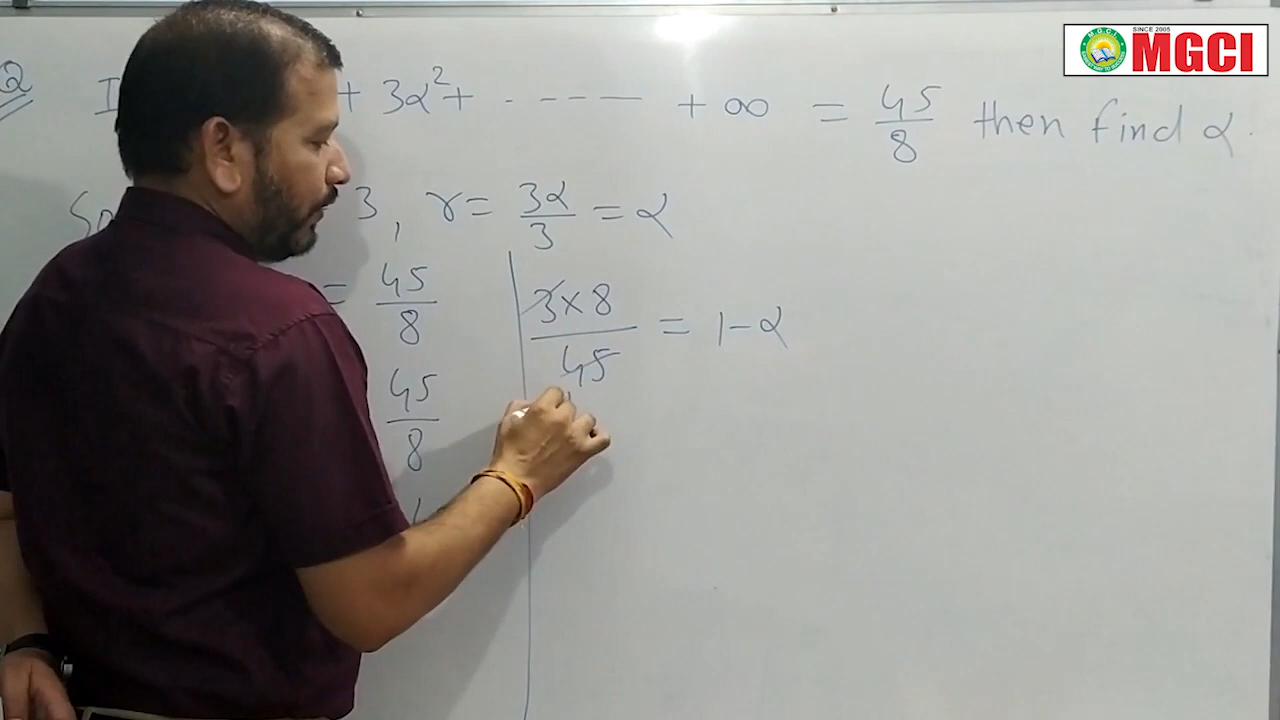 SINCE 2005
MGCI
Q I + 3α² + . - - - - + ∞ = 45/8 then find α.
3, r = 3α/3 = α
= 45/8
3 × 8 / 45 = 1 - α
45/8